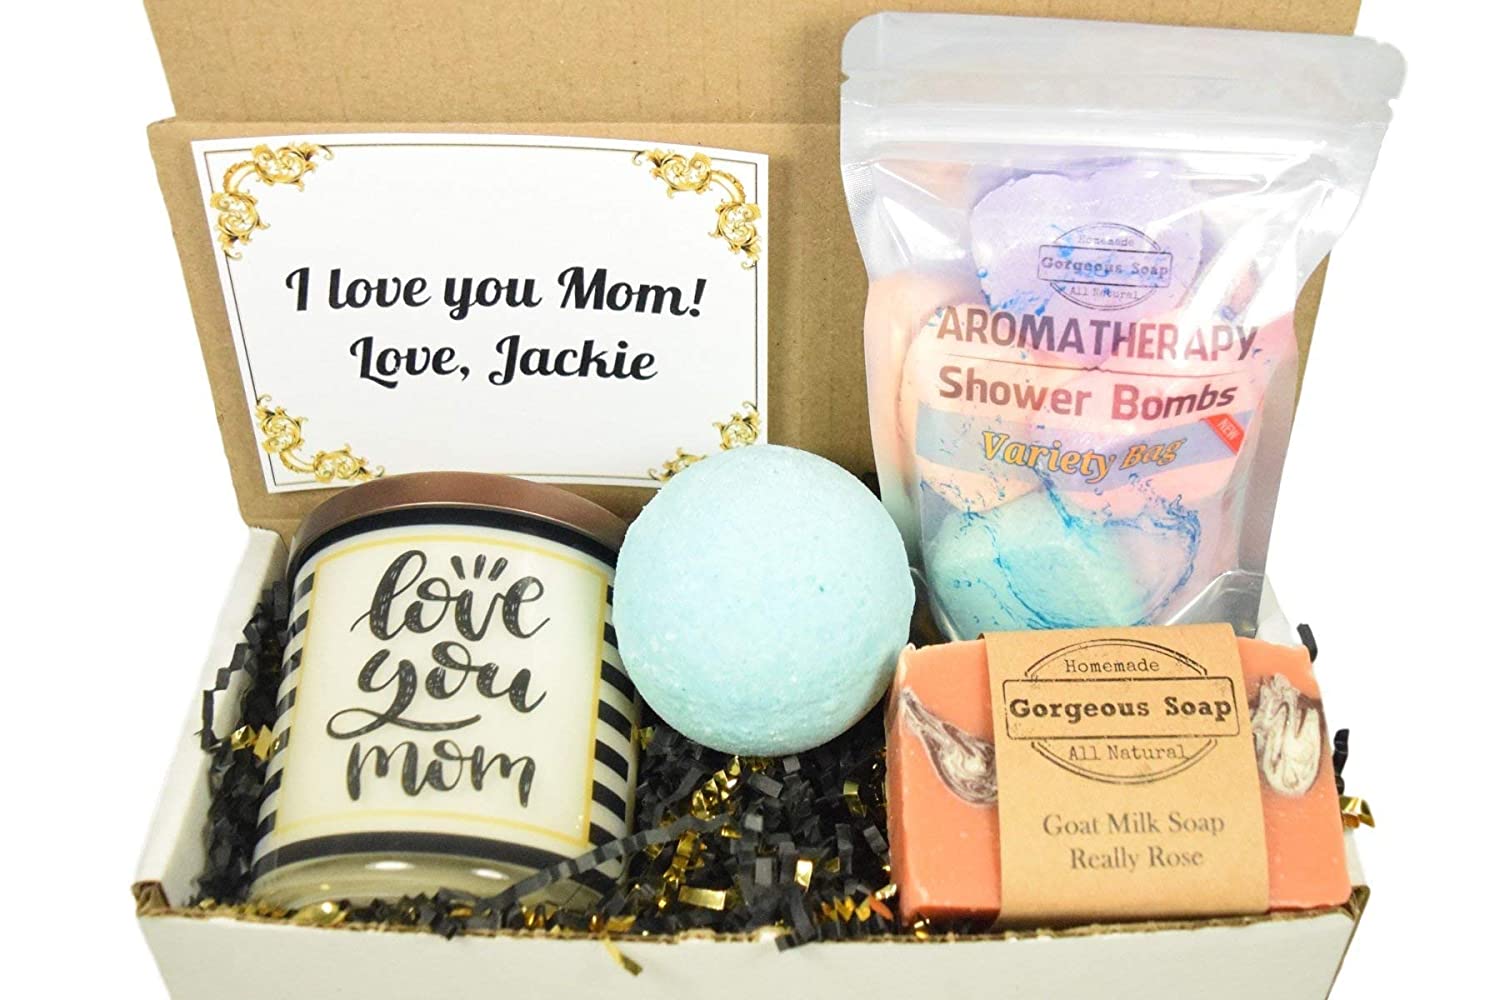 I love you Mom!
Love, Jackie
love
you
mom
Homemade
Gorgeous Soap
All Natural
AROMATHERAPY
Shower Bombs
NEW
Variety Bag
Homemade
Gorgeous Soap
All Natural
Goat Milk Soap
Really Rose